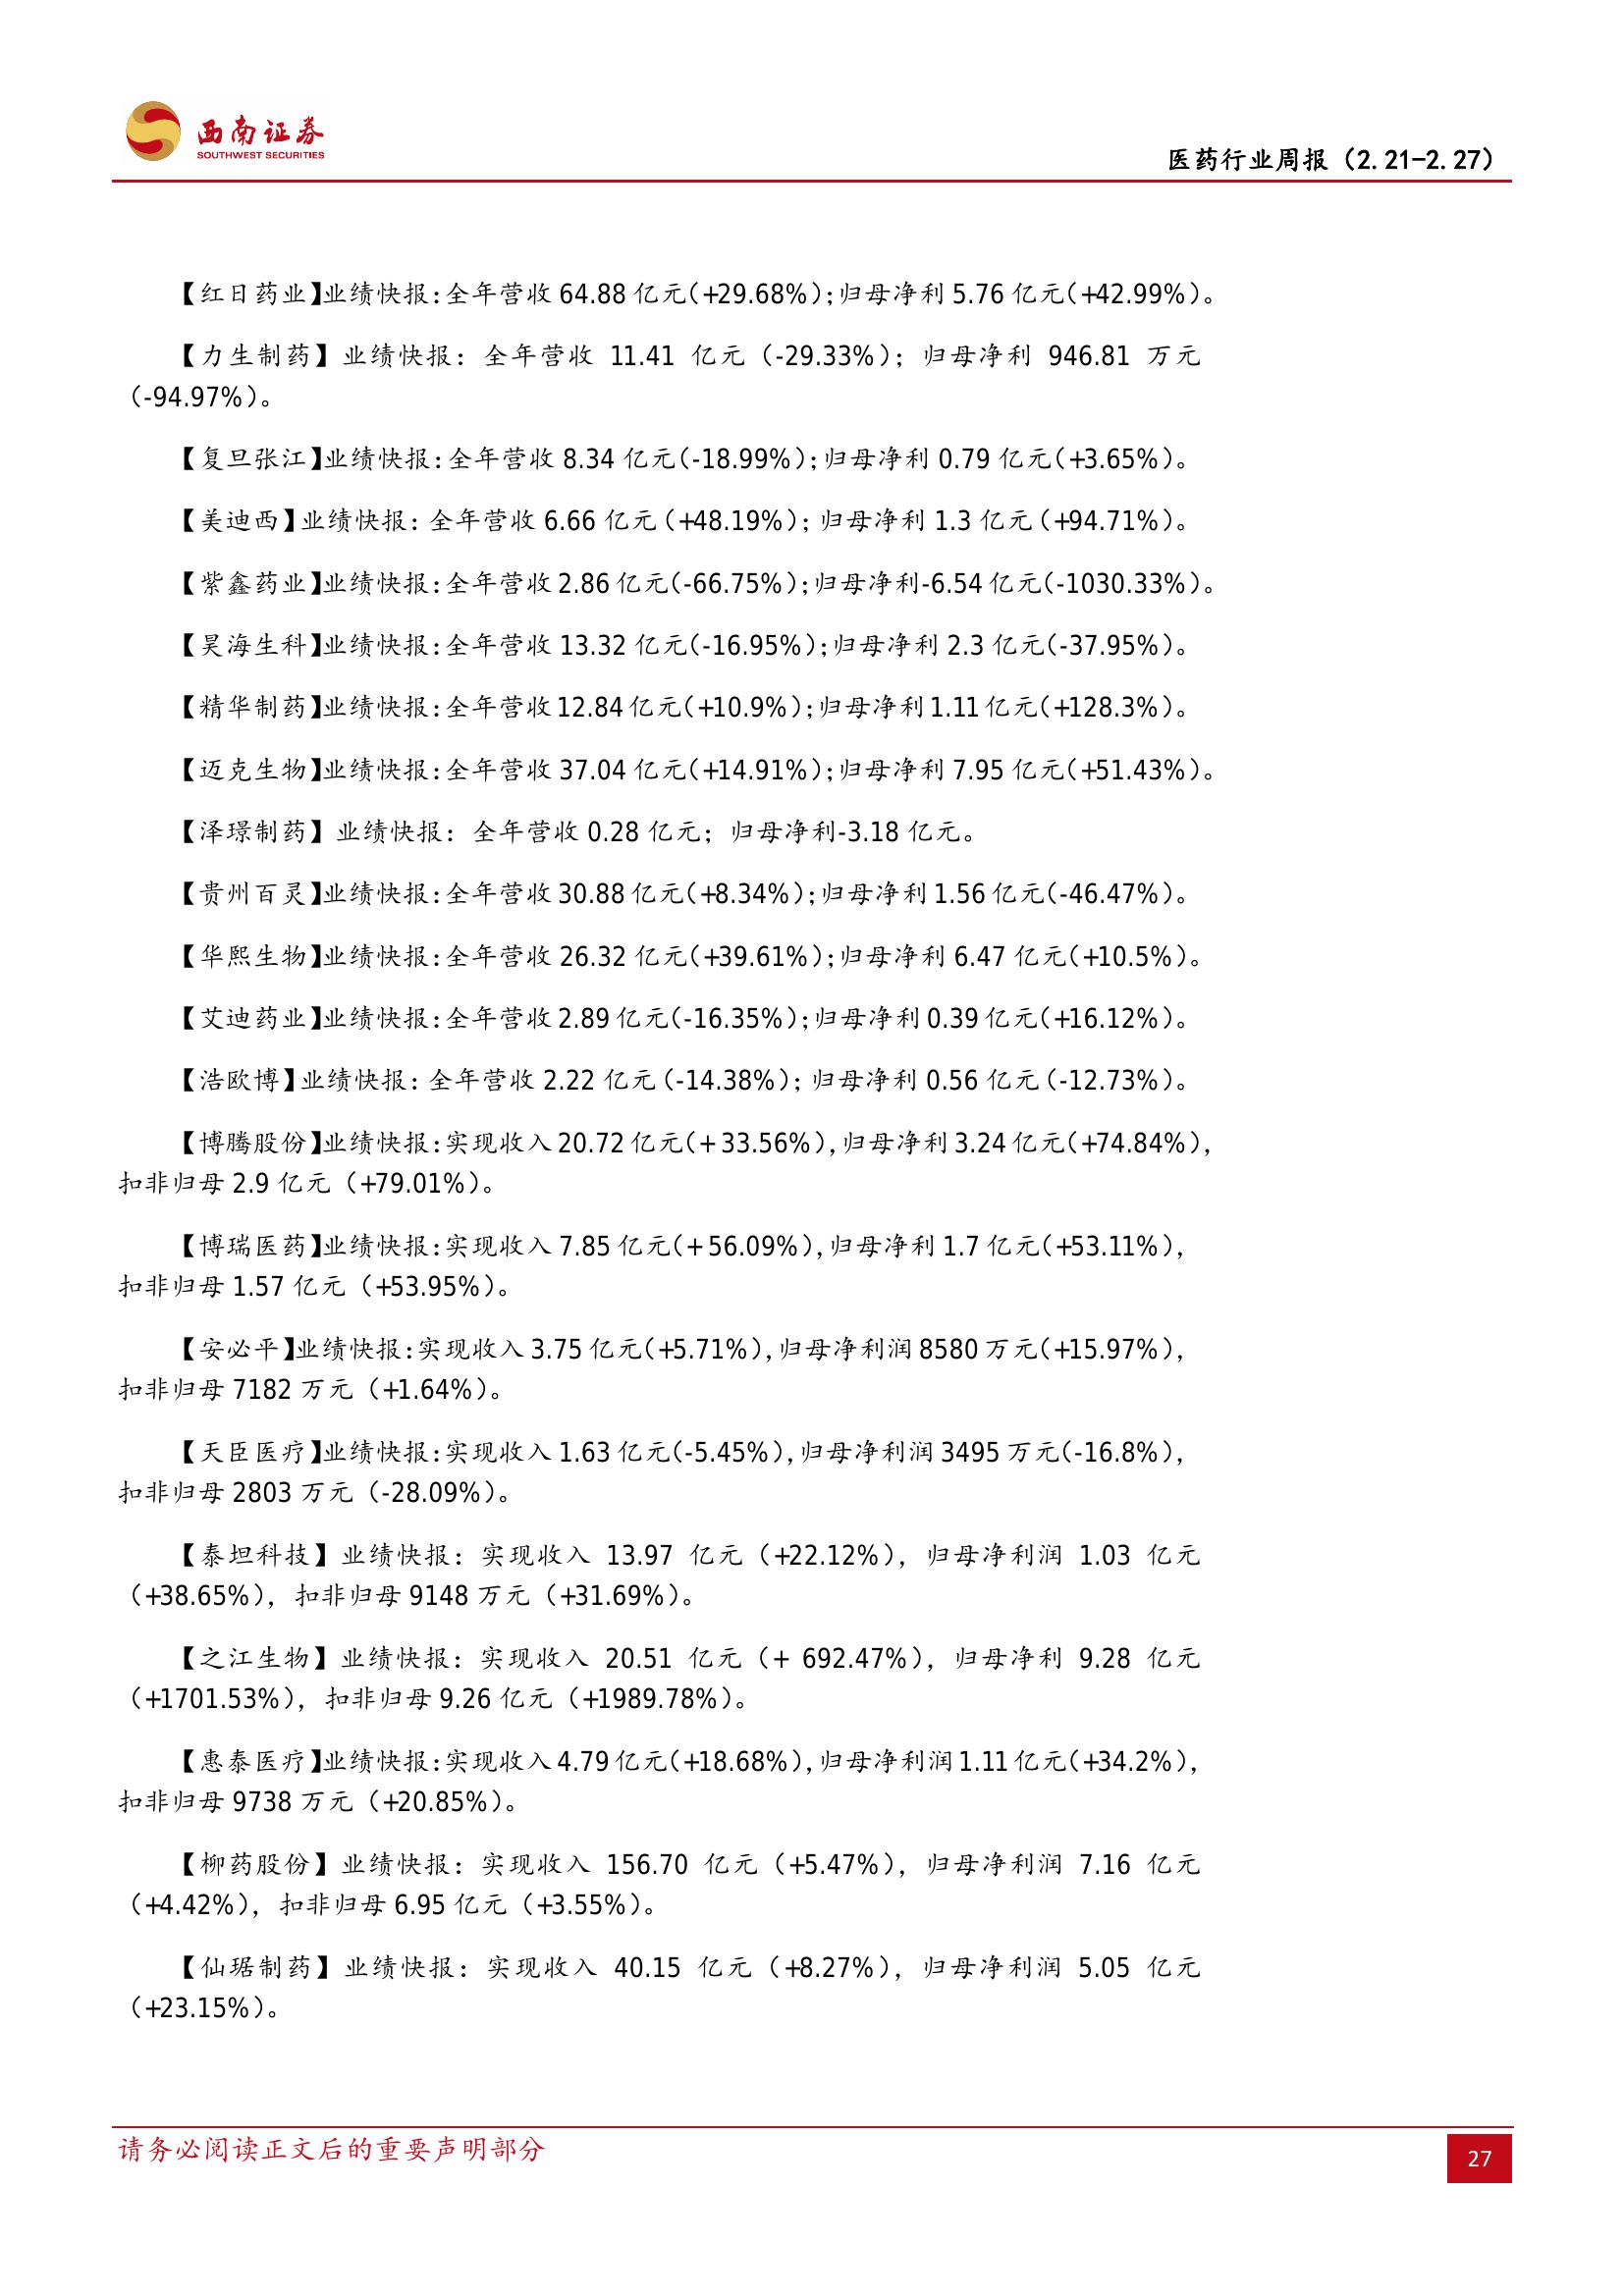 西南证券
SOUTHWEST SECURITIES
医药行业周报（2.21-2.27）
【红日药业】业绩快报：全年营收 64.88 亿元（+29.68%）；归母净利 5.76 亿元（+42.99%）。
【力生制药】业绩快报：全年营收 11.41 亿元（-29.33%）；归母净利 946.81 万元
（-94.97%）。
【复旦张江】业绩快报：全年营收 8.34 亿元（-18.99%）；归母净利 0.79 亿元（+3.65%）。
【美迪西】业绩快报：全年营收 6.66 亿元（+48.19%）；归母净利 1.3 亿元（+94.71%）。
【紫鑫药业】业绩快报：全年营收 2.86 亿元（-66.75%）；归母净利-6.54 亿元（-1030.33%）。
【昊海生科】业绩快报：全年营收 13.32 亿元（-16.95%）；归母净利 2.3 亿元（-37.95%）。
【精华制药】业绩快报：全年营收 12.84 亿元（+10.9%）；归母净利 1.11 亿元（+128.3%）。
【迈克生物】业绩快报：全年营收 37.04 亿元（+14.91%）；归母净利 7.95 亿元（+51.43%）。
【泽璟制药】业绩快报：全年营收 0.28 亿元；归母净利-3.18 亿元。
【贵州百灵】业绩快报：全年营收 30.88 亿元（+8.34%）；归母净利 1.56 亿元（-46.47%）。
【华熙生物】业绩快报：全年营收 26.32 亿元（+39.61%）；归母净利 6.47 亿元（+10.5%）。
【艾迪药业】业绩快报：全年营收 2.89 亿元（-16.35%）；归母净利 0.39 亿元（+16.12%）。
【浩欧博】业绩快报：全年营收 2.22 亿元（-14.38%）；归母净利 0.56 亿元（-12.73%）。
【博腾股份】业绩快报：实现收入 20.72 亿元（+ 33.56%），归母净利 3.24 亿元（+74.84%），
扣非归母 2.9 亿元（+79.01%）。
【博瑞医药】业绩快报：实现收入 7.85 亿元（+ 56.09%），归母净利 1.7 亿元（+53.11%），
扣非归母 1.57 亿元（+53.95%）。
【安必平】业绩快报：实现收入 3.75 亿元（+5.71%），归母净利润 8580 万元（+15.97%），
扣非归母 7182 万元（+1.64%）。
【天臣医疗】业绩快报：实现收入 1.63 亿元（-5.45%），归母净利润 3495 万元（-16.8%），
扣非归母 2803 万元（-28.09%）。
【泰坦科技】业绩快报：实现收入 13.97 亿元（+22.12%），归母净利润 1.03 亿元
（+38.65%），扣非归母 9148 万元（+31.69%）。
【之江生物】业绩快报：实现收入 20.51 亿元（+ 692.47%），归母净利 9.28 亿元
（+1701.53%），扣非归母 9.26 亿元（+1989.78%）。
【惠泰医疗】业绩快报：实现收入 4.79 亿元（+18.68%），归母净利润 1.11 亿元（+34.2%），
扣非归母 9738 万元（+20.85%）。
【柳药股份】业绩快报：实现收入 156.70 亿元（+5.47%），归母净利润 7.16 亿元
（+4.42%），扣非归母 6.95 亿元（+3.55%）。
【仙琚制药】业绩快报：实现收入 40.15 亿元（+8.27%），归母净利润 5.05 亿元
（+23.15%）。
请务必阅读正文后的重要声明部分
27